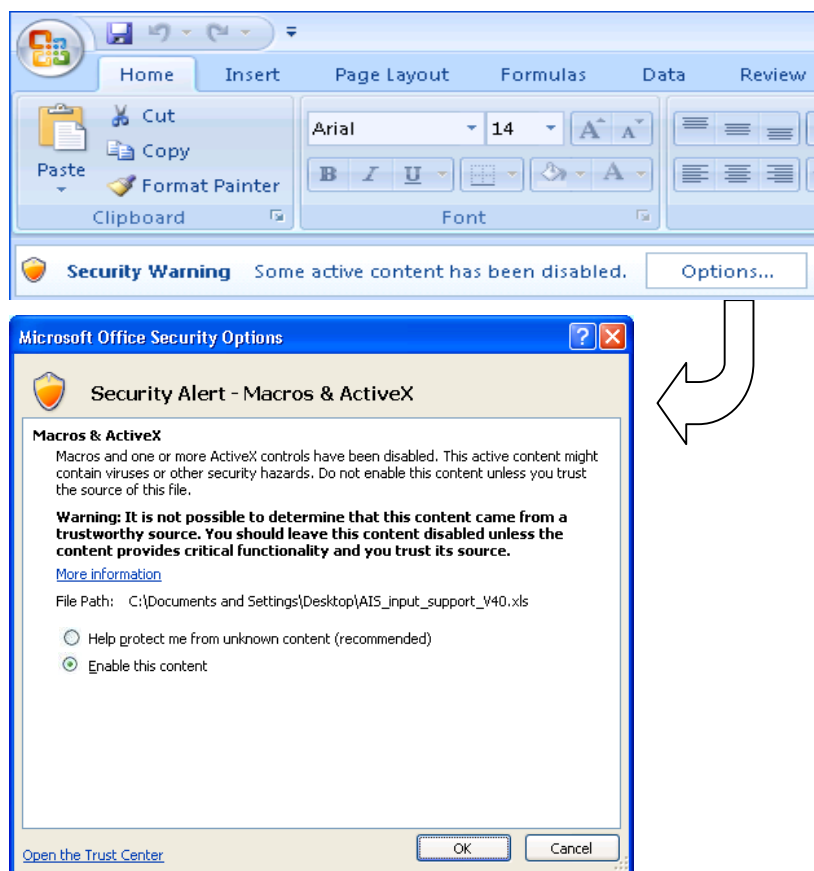 Home Insert Page Layout Formulas Data Review
Cut
Arial 14 A A
Copy
Paste
B I U A
Format Painter
Clipboard Font
Security Warning Some active content has been disabled. Options...
Microsoft Office Security Options
Security Alert - Macros & ActiveX
Macros & ActiveX
Macros and one or more ActiveX controls have been disabled. This active content might
contain viruses or other security hazards. Do not enable this content unless you trust
the source of this file.
Warning: It is not possible to determine that this content came from a
trustworthy source. You should leave this content disabled unless the
content provides critical functionality and you trust its source.
More information
File Path: C:\Documents and Settings\Desktop\AIS_input_support_V40.xls
Help protect me from unknown content (recommended)
Enable this content
Open the Trust Center OK Cancel